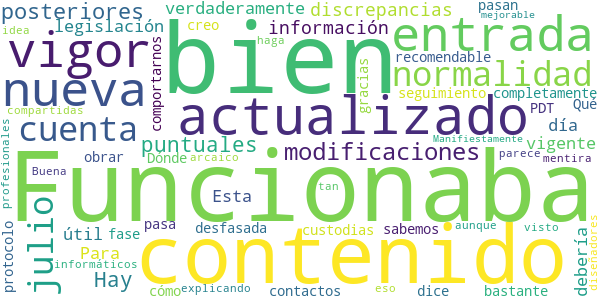 posteriores
verdaderamente
discrepancias
pasan
mejorable
idea
legislación
creo
información
haga
vigor
bien
entrada
comportarnos
recomendable
nueva
gracias
normalidad
seguimiento
completamente
compartidas
actualizado
PDT
Qué
cuenta
día
profesionales
puntuales
Manifiestamente
vigente
Dónde
arcaico
modificaciones
parece
mentira
Buena
obrar
Funcionaba
tan
Esta
julio
protocolo
útil
fase
pasa
desfasada
custodias
sabemos
aunque
visto
debería
diseñadores
Para
contenido
informáticos
Hay
cómo
explicando
contactos
eso
dice
bastante